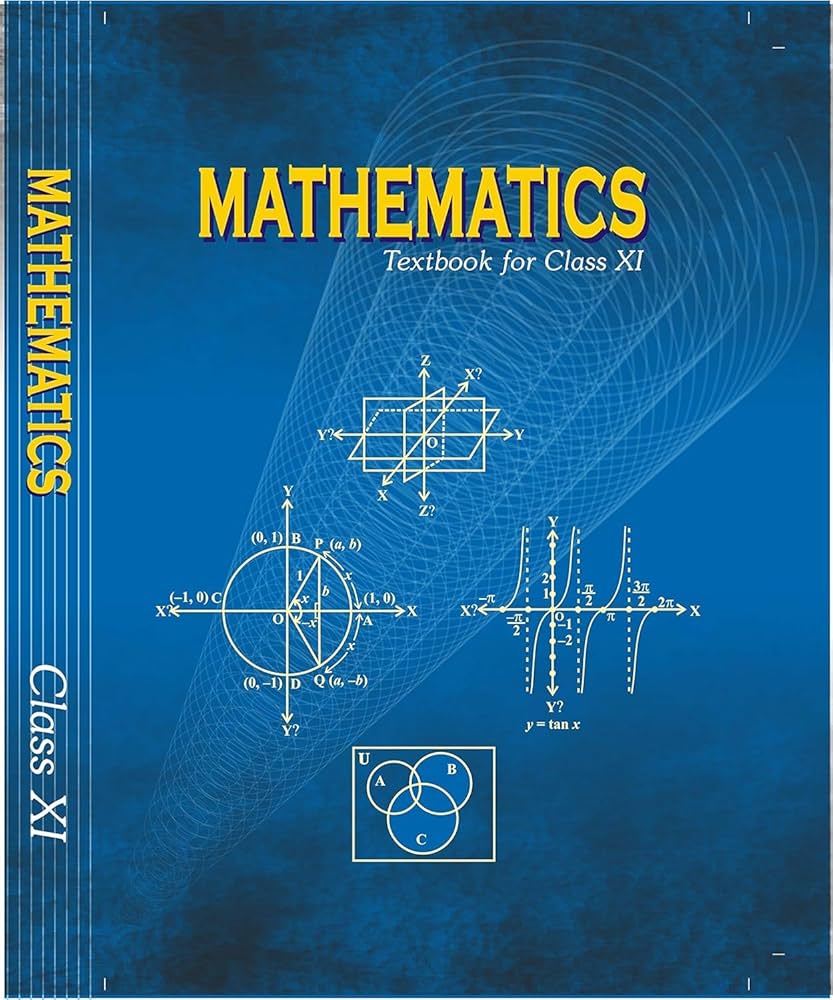 MATHEMATICS
Class XI
MATHEMATICS
Textbook for Class XI
Z
X?
Y?
O
Y
X
Z?
Y
(0, 1) B P (a, b)
1 x b
(–1, 0) C x (1, 0)
X? O –x A X
x
(0, –1) D Q (a, –b)
Y?
Y
2
1
–π π/2 3π/2 2π
X? O X
–π/2 –1 π
–2
Y?
y = tan x
U
A B
C